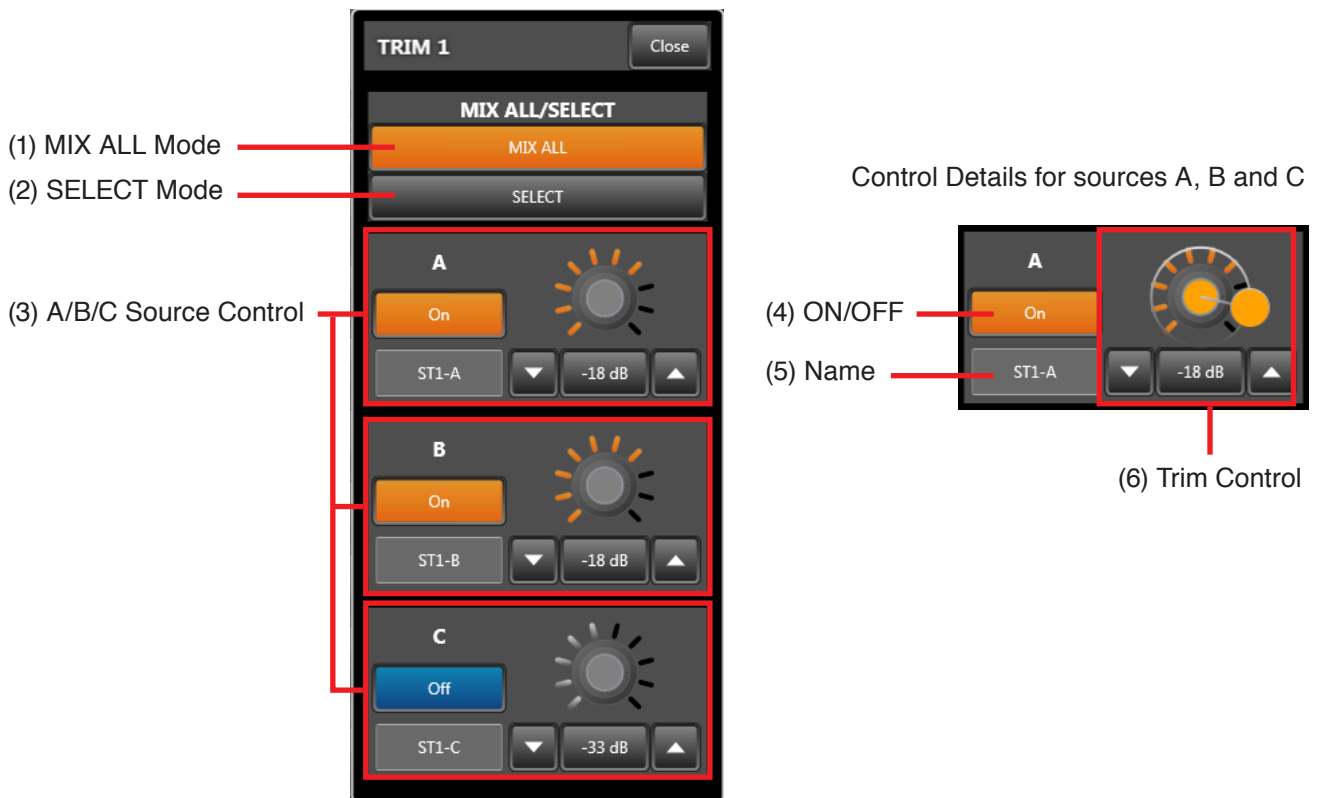 TRIM 1
Close
MIX ALL/SELECT
(1) MIX ALL Mode
MIX ALL
(2) SELECT Mode
SELECT
(3) A/B/C Source Control
A
On
ST1-A
-18 dB
B
On
ST1-B
-18 dB
C
Off
ST1-C
-33 dB
Control Details for sources A, B and C
A
(4) ON/OFF
On
(5) Name
ST1-A
-18 dB
(6) Trim Control